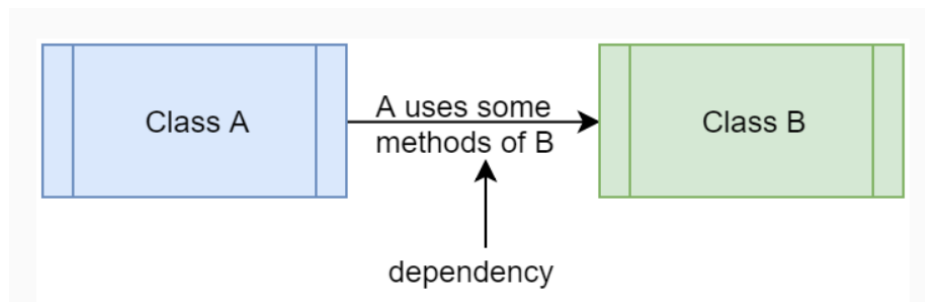 Class A
A uses some
methods of B
Class B
dependency